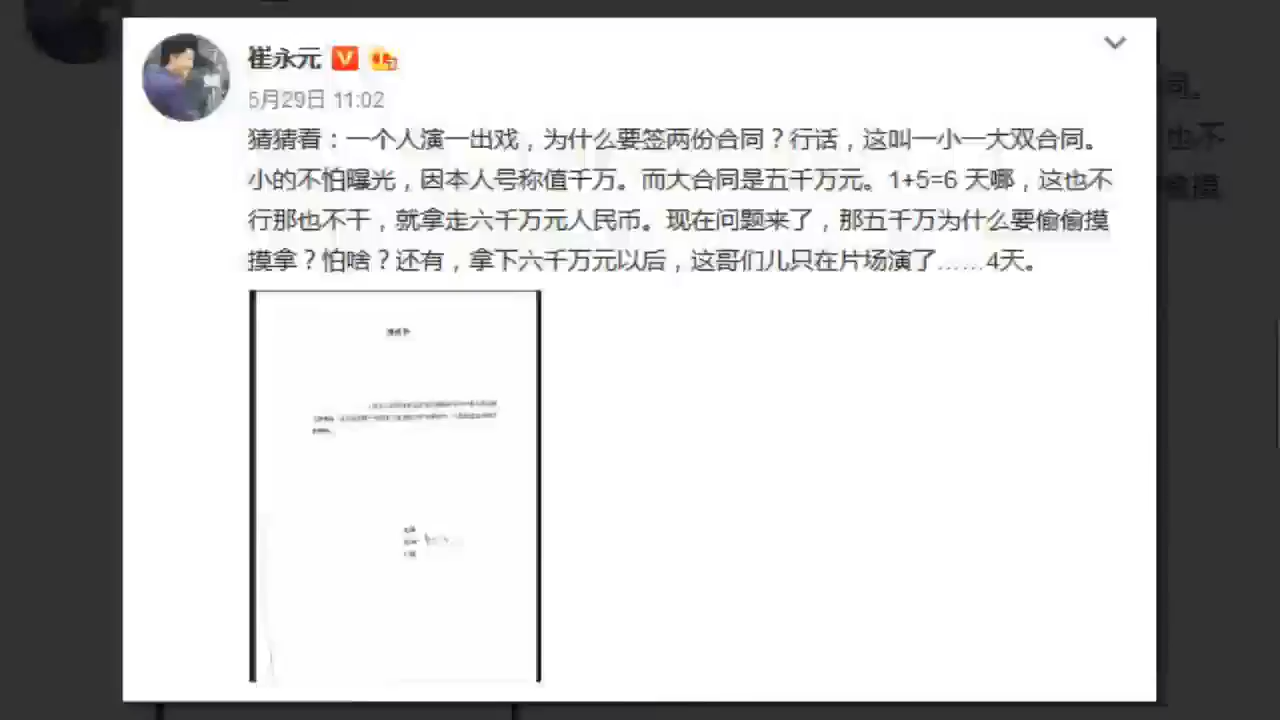 崔永元
5月29日 11:02
猜猜看：一个人演一出戏，为什么要签两份合同？行话，这叫一小一大双合同。
小的不怕曝光，因本人号称值千万。而大合同是五千万元。1+5=6 天哪，这也不
行那也不干，就拿走六千万元人民币。现在问题来了，那五千万为什么要偷偷摸
摸拿？怕啥？还有，拿下六千万元以后，这哥们儿只在片场演了……4天。
同。
也不
偷摸